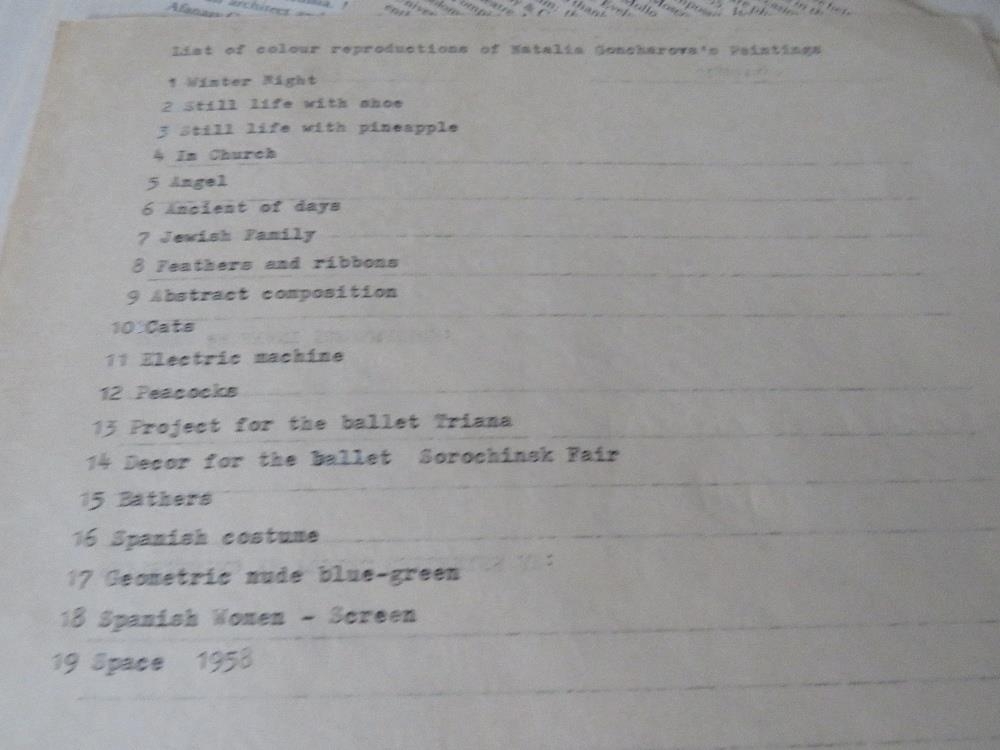 List of colour reproductions of Natalia Goncharova's Paintings
1 Winter Night
2 Still life with shoe
3 Still life with pineapple
4 In Church
5 Angel
6 Ancient of days
7 Jewish Family
8 Feathers and ribbons
9 Abstract composition
10 Cats
11 Electric machine
12 Peacocks
13 Project for the ballet Triana
14 Decor for the ballet Sorochinsk Fair
15 Bathers
16 Spanish costume
17 Geometric nude blue-green
18 Spanish Women - Screen
19 Space 1958